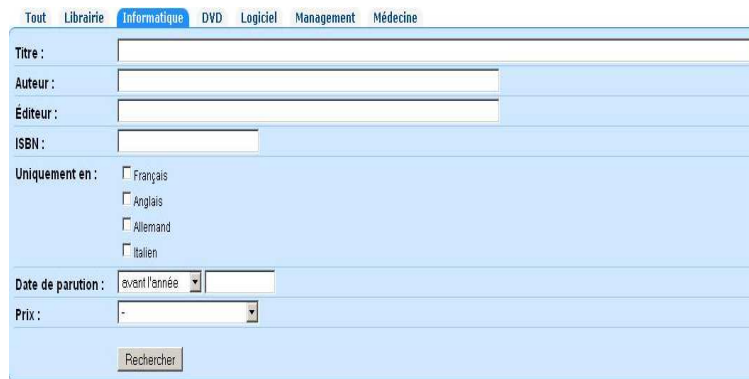 Tout Librairie Informatique DVD Logiciel Management Médecine
Titre :
Auteur :
Éditeur :
ISBN :
Uniquement en : Français
Anglais
Allemand
Italien
Date de parution : avant l'année
Prix : -
Rechercher